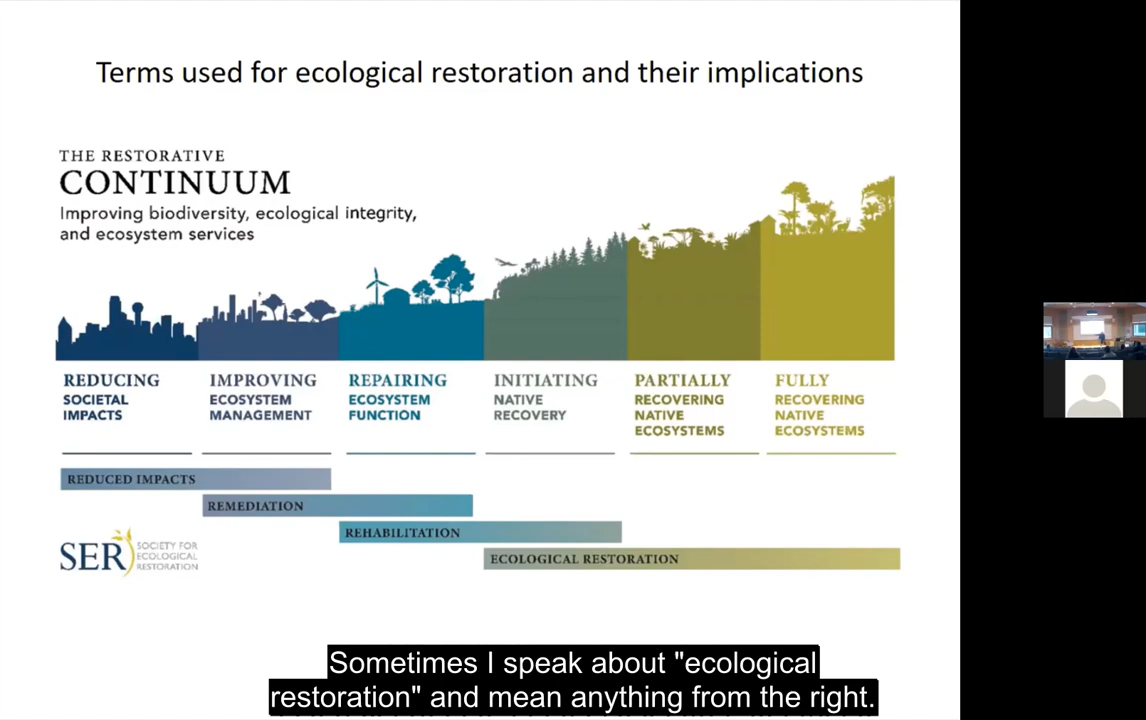 Terms used for ecological restoration and their implications
THE RESTORATIVE
CONTINUUM
Improving biodiversity, ecological integrity,
and ecosystem services
REDUCING
SOCIETAL
IMPACTS
IMPROVING
ECOSYSTEM
MANAGEMENT
REPAIRING
ECOSYSTEM
FUNCTION
INITIATING
NATIVE
RECOVERY
PARTIALLY
RECOVERING
NATIVE
ECOSYSTEMS
FULLY
RECOVERING
NATIVE
ECOSYSTEMS
REDUCED IMPACTS
REMEDIATION
REHABILITATION
ECOLOGICAL RESTORATION
SER
SOCIETY FOR
ECOLOGICAL
RESTORATION
Sometimes I speak about "ecological
restoration" and mean anything from the right.